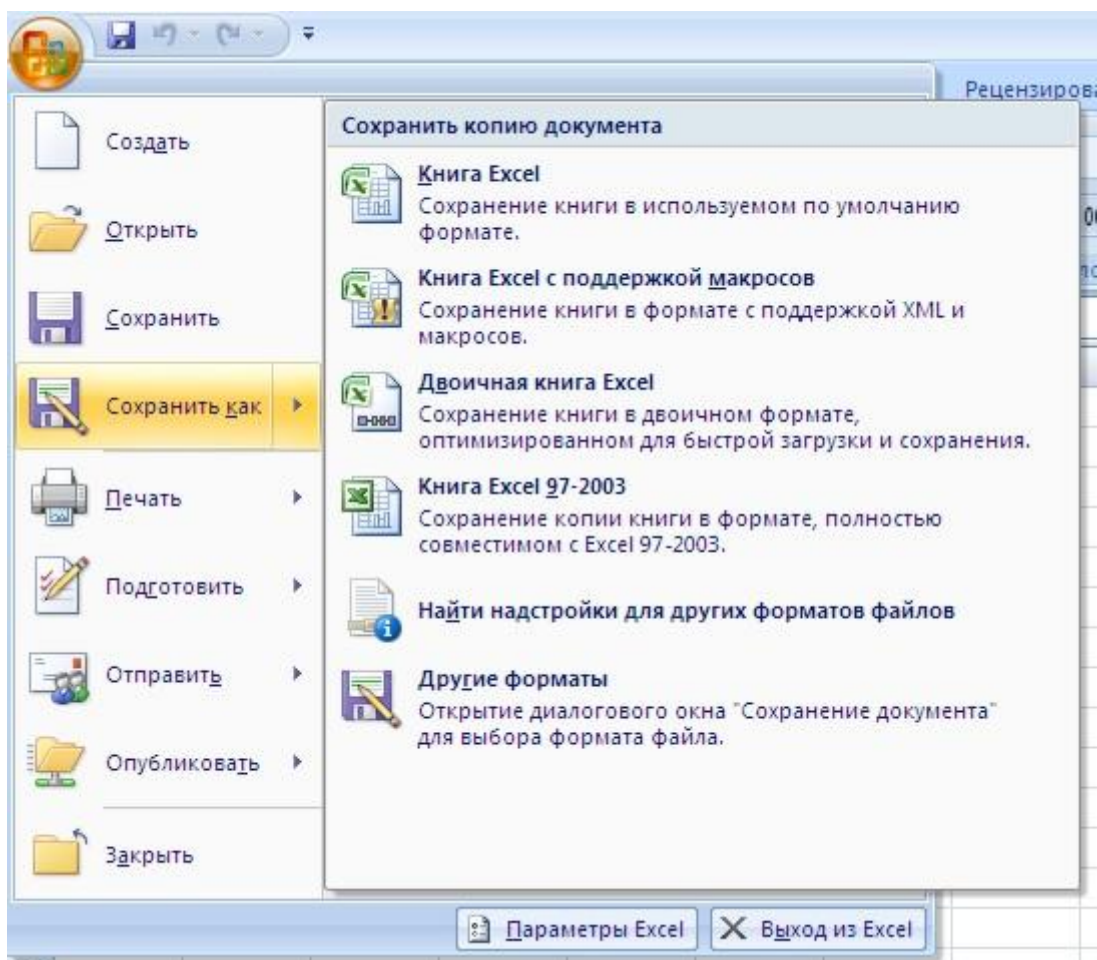 Рецензирова
Создать
Открыть
Сохранить
Сохранить как
Печать
Подготовить
Отправить
Опубликовать
Закрыть
Сохранить копию документа
Книга Excel
Сохранение книги в используемом по умолчанию
формате.
Книга Excel с поддержкой макросов
Сохранение книги в формате с поддержкой XML и
макросов.
Двоичная книга Excel
Сохранение книги в двоичном формате,
оптимизированном для быстрой загрузки и сохранения.
Книга Excel 97-2003
Сохранение копии книги в формате, полностью
совместимом с Excel 97-2003.
Найти надстройки для других форматов файлов
Другие форматы
Открытие диалогового окна "Сохранение документа"
для выбора формата файла.
Параметры Excel
Выход из Excel